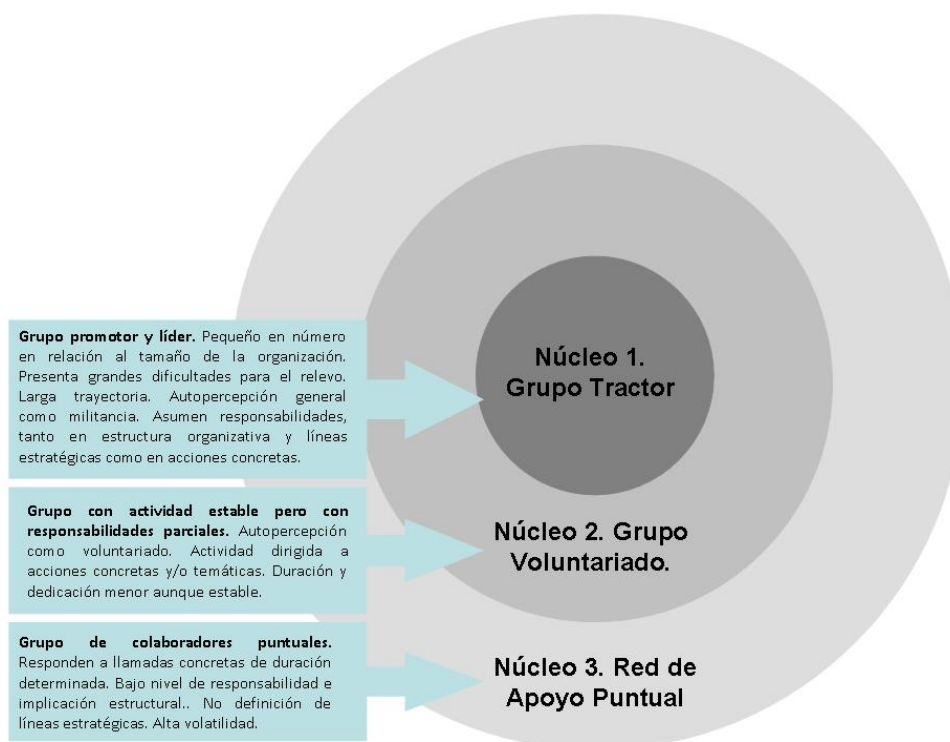 Grupo promotor y líder. Pequeño en número
en relación al tamaño de la organización.
Presenta grandes dificultades para el relevo.
Larga trayectoria. Autopercepción general
como militancia. Asumen responsabilidades,
tanto en estructura organizativa y líneas
estratégicas como en acciones concretas.
Núcleo 1.
Grupo Tractor
Grupo con actividad estable pero con
responsabilidades parciales. Autopercepción
como voluntariado. Actividad dirigida a
acciones concretas y/o temáticas. Duración y
dedicación menor aunque estable.
Núcleo 2. Grupo
Voluntariado.
Grupo de colaboradores puntuales.
Responden a llamadas concretas de duración
determinada. Bajo nivel de responsabilidad e
implicación estructural.. No definición de
líneas estratégicas. Alta volatilidad.
Núcleo 3. Red de
Apoyo Puntual